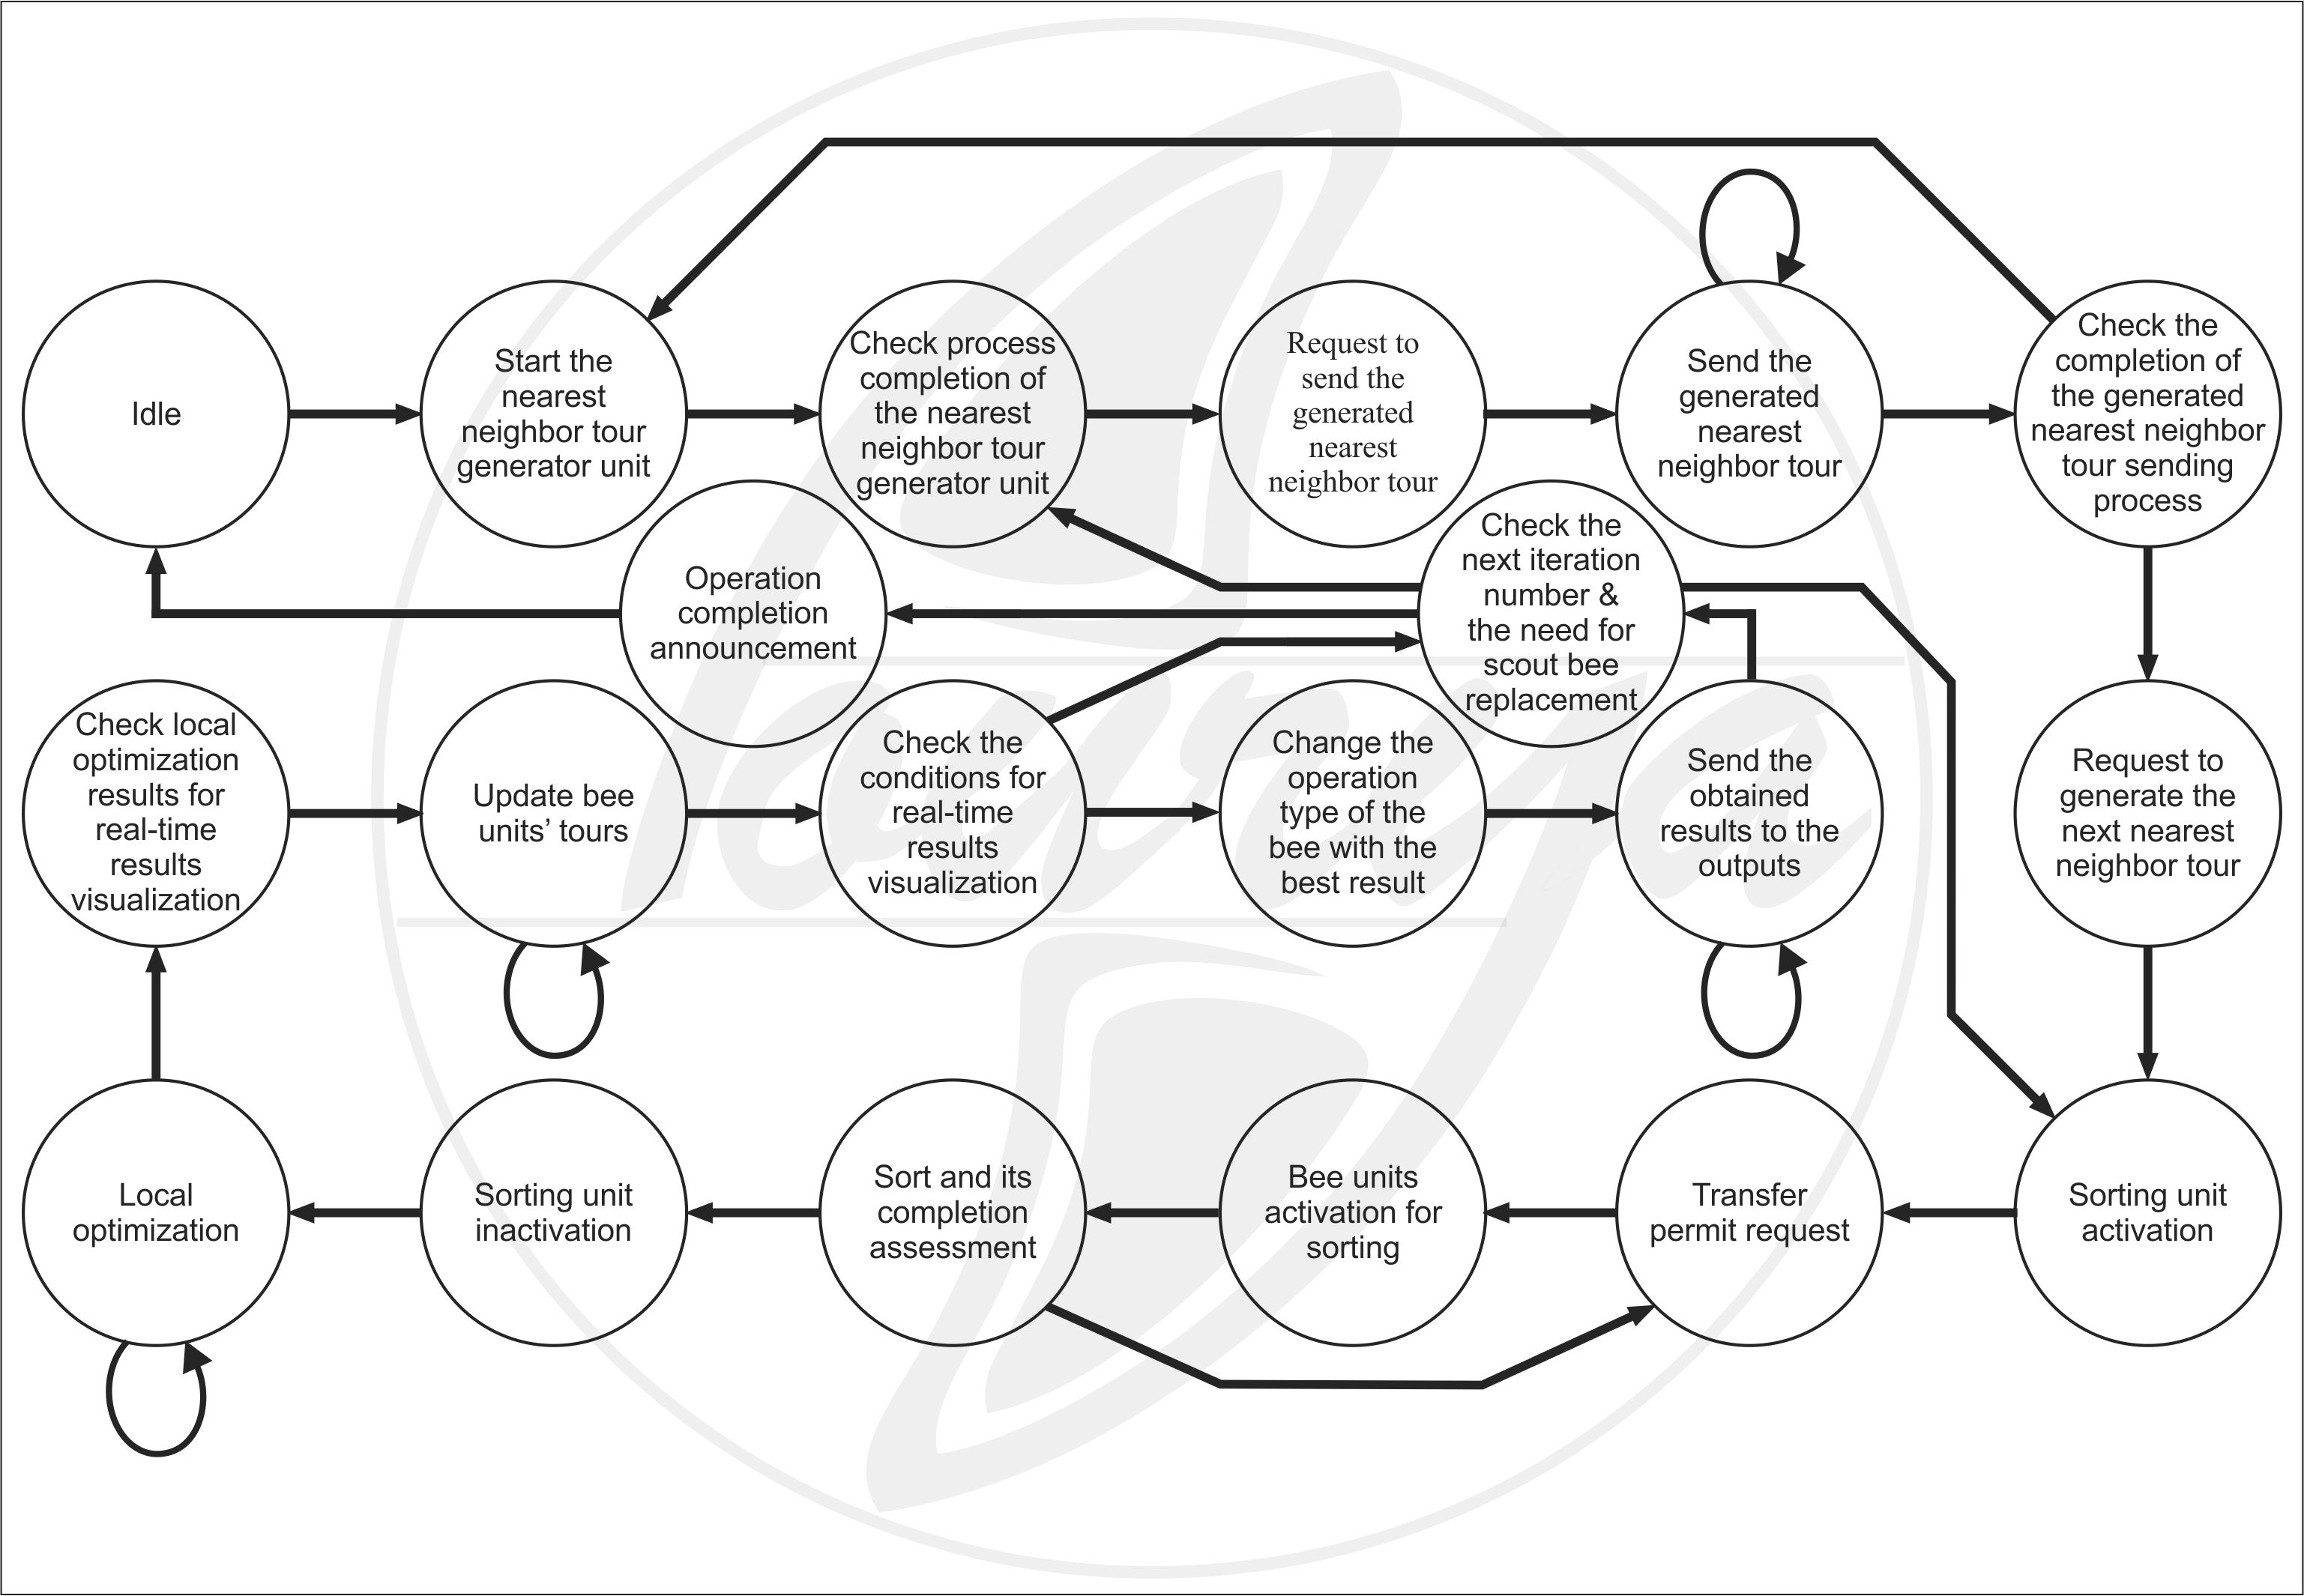 Idle
Start the
nearest
neighbor tour
generator unit
Check process
completion of
the nearest
neighbor tour
generator unit
Request to
send the
generated
nearest
neighbor tour
Send the
generated
nearest
neighbor tour
Check the
completion of
the generated
nearest neighbor
tour sending
process
Operation
completion
announcement
Check the
next iteration
number &
the need for
scout bee
replacement
Check local
optimization
results for
real-time
results
visualization
Update bee
units’ tours
Check the
conditions for
real-time
results
visualization
Change the
operation
type of the
bee with the
best result
Send the
obtained
results to the
outputs
Request to
generate the
next nearest
neighbor tour
Local
optimization
Sorting unit
inactivation
Sort and its
completion
assessment
Bee units
activation for
sorting
Transfer
permit request
Sorting unit
activation